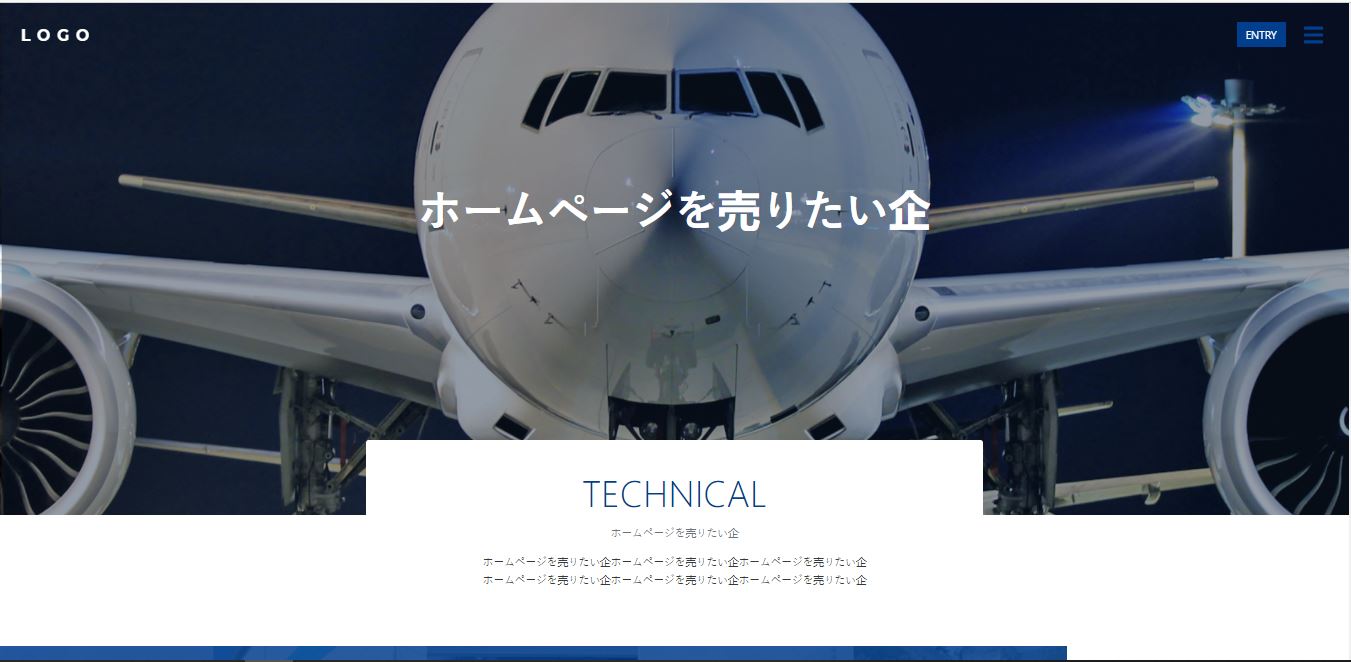 LOGO
ENTRY
ホームページを売りたい企
TECHNICAL
ホームページを売りたい企
ホームページを売りたい企ホームページを売りたい企ホームページを売りたい企
ホームページを売りたい企ホームページを売りたい企ホームページを売りたい企